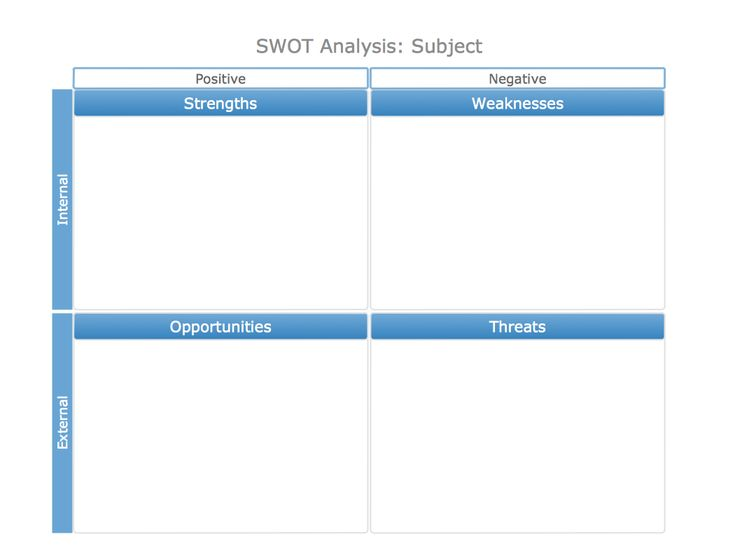 SWOT Analysis: Subject
Positive
Negative
Internal
Strengths
Weaknesses
External
Opportunities
Threats